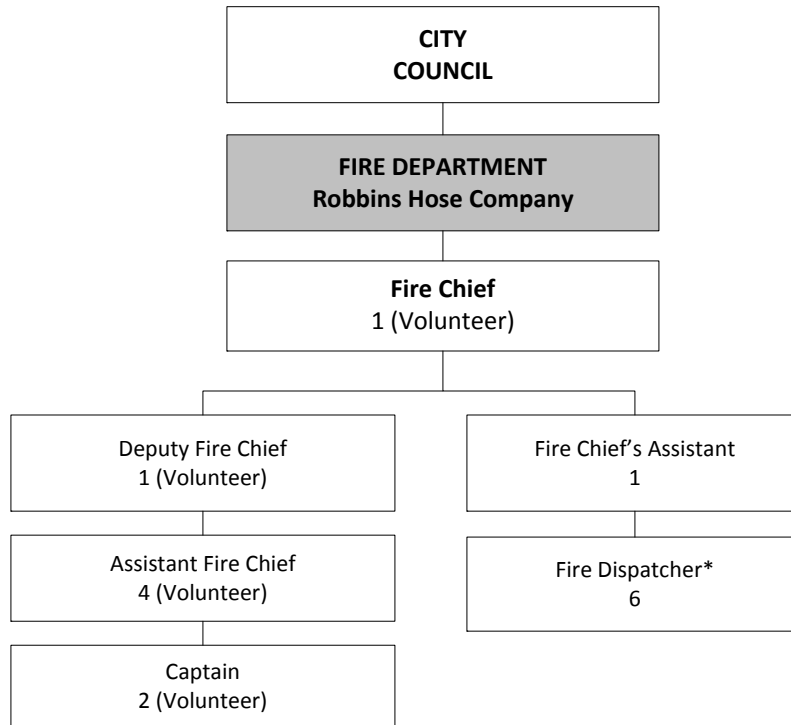 CITY
COUNCIL
FIRE DEPARTMENT
Robbins Hose Company
Fire Chief
1 (Volunteer)
Deputy Fire Chief
1 (Volunteer)
Assistant Fire Chief
4 (Volunteer)
Captain
2 (Volunteer)
Fire Chief’s Assistant
1
Fire Dispatcher*
6